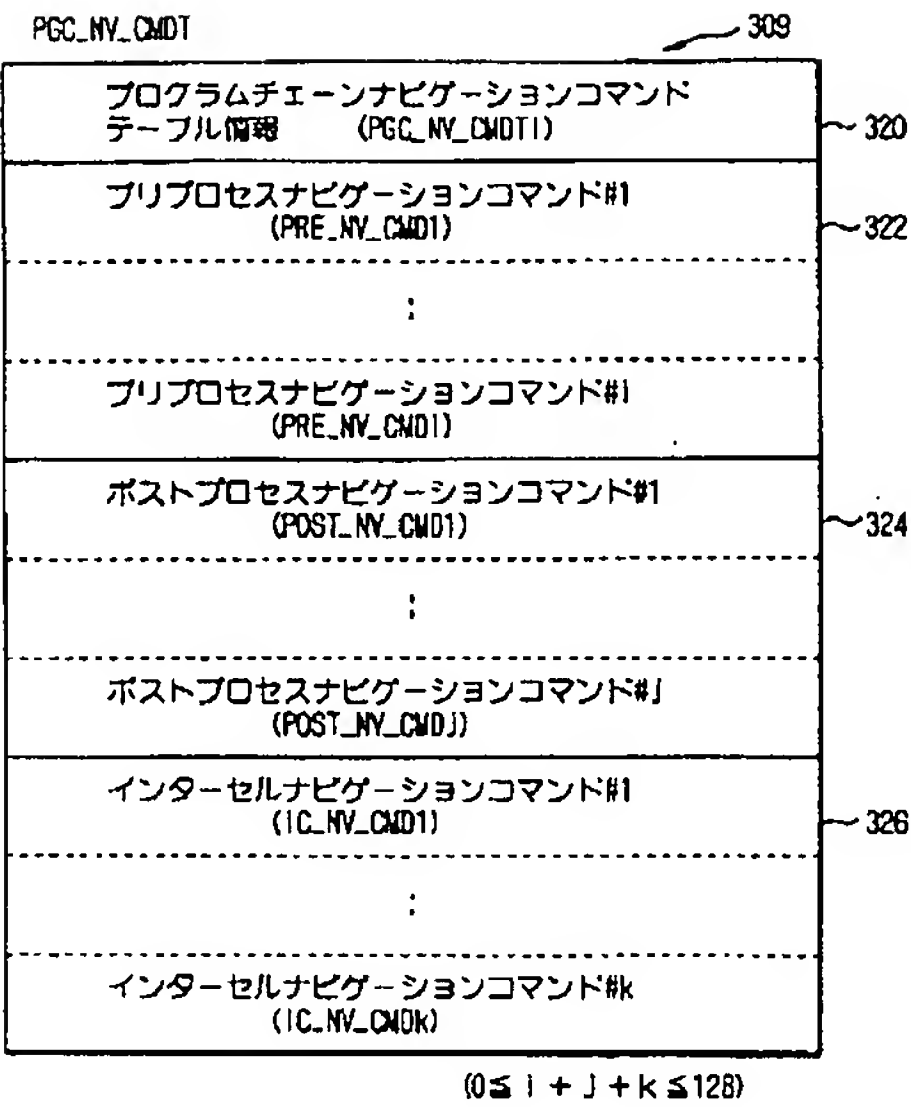 PGC_NV_CMDT
309
プログラムチェーンナビゲーションコマンド
テーブル情報 (PGC_NV_CMDTI)
320
プリプロセスナビゲーションコマンド#1
(PRE_NV_CMD1)
322
⋮
プリプロセスナビゲーションコマンド#i
(PRE_NV_CMDi)
ポストプロセスナビゲーションコマンド#1
(POST_NV_CMD1)
324
⋮
ポストプロセスナビゲーションコマンド#j
(POST_NV_CMDj)
インターセルナビゲーションコマンド#1
(IC_NV_CMD1)
326
⋮
インターセルナビゲーションコマンド#k
(IC_NV_CMDk)
(0≦ i + j + k ≦128)